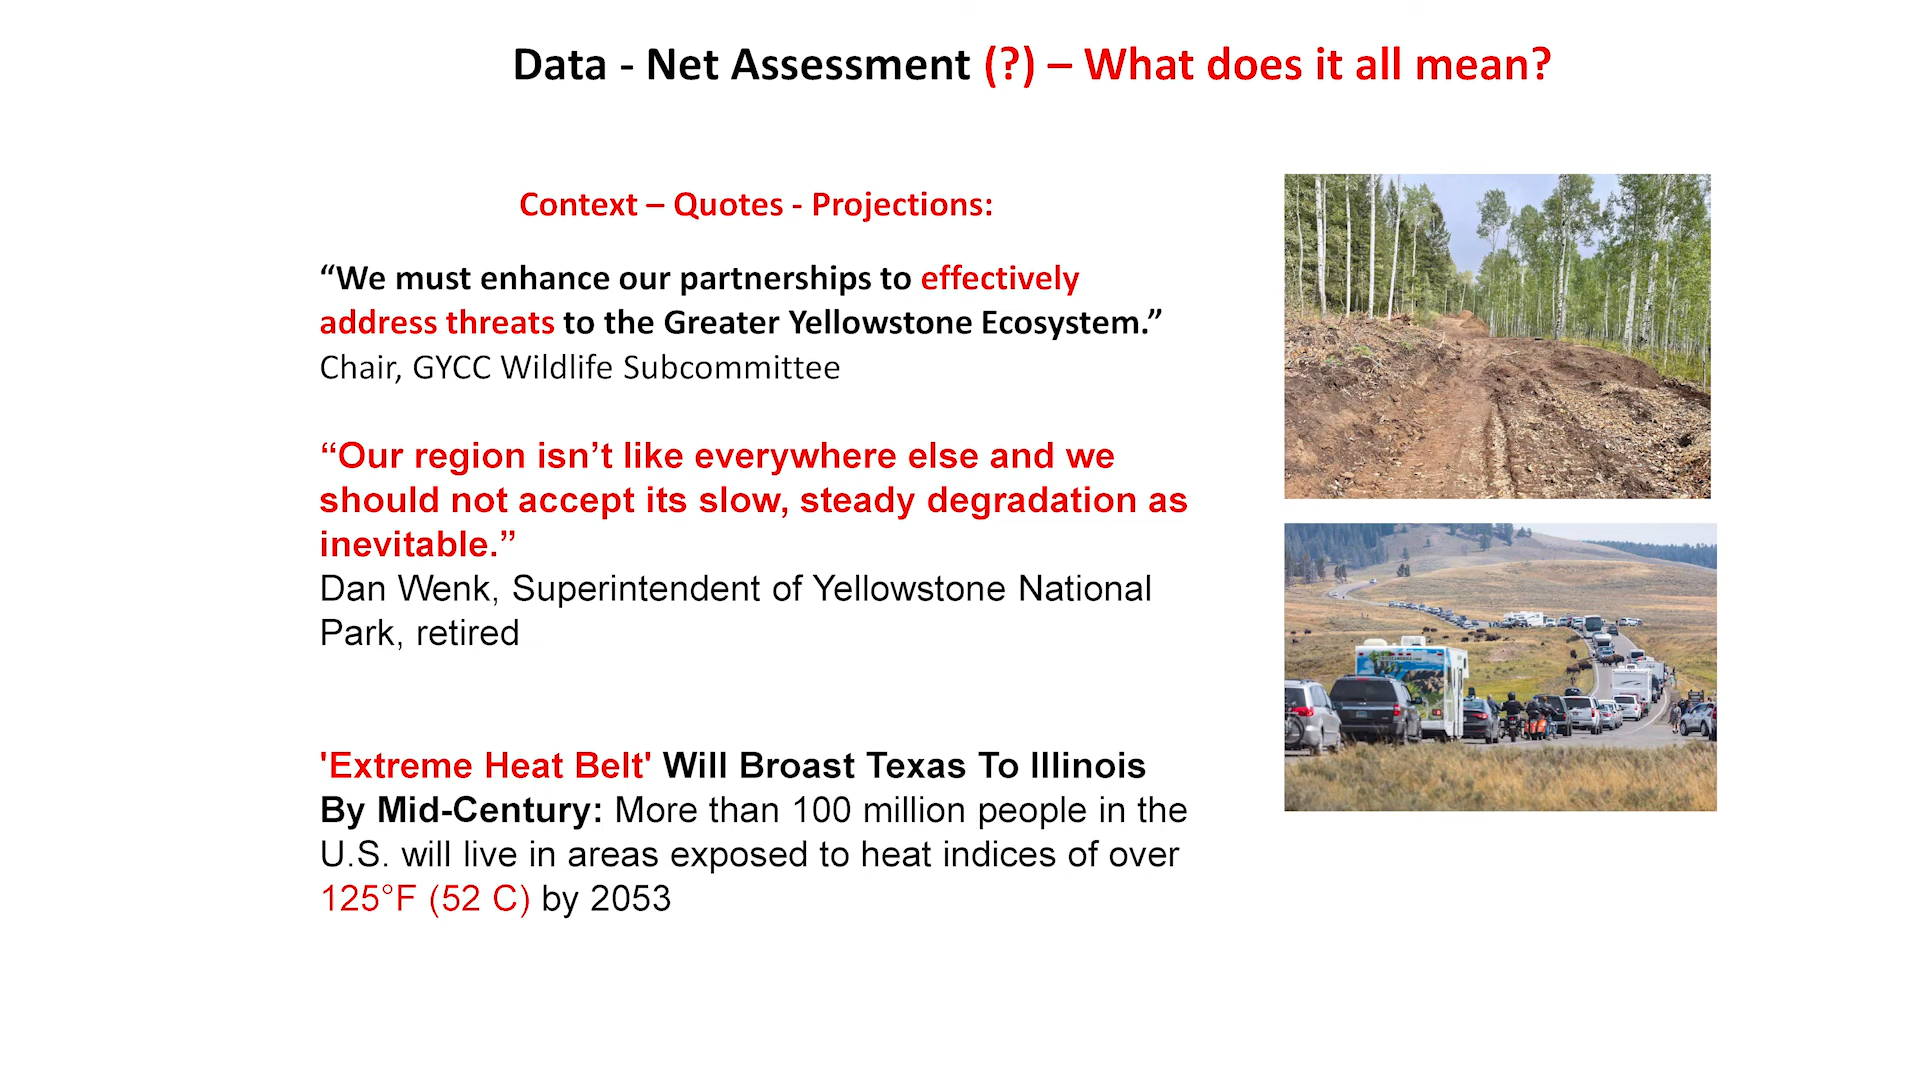 Data - Net Assessment (?) – What does it all mean?
Context – Quotes - Projections:
“We must enhance our partnerships to effectively
address threats to the Greater Yellowstone Ecosystem.”
Chair, GYCC Wildlife Subcommittee
“Our region isn’t like everywhere else and we
should not accept its slow, steady degradation as
inevitable.”
Dan Wenk, Superintendent of Yellowstone National
Park, retired
'Extreme Heat Belt' Will Broast Texas To Illinois
By Mid-Century: More than 100 million people in the
U.S. will live in areas exposed to heat indices of over
125°F (52 C) by 2053